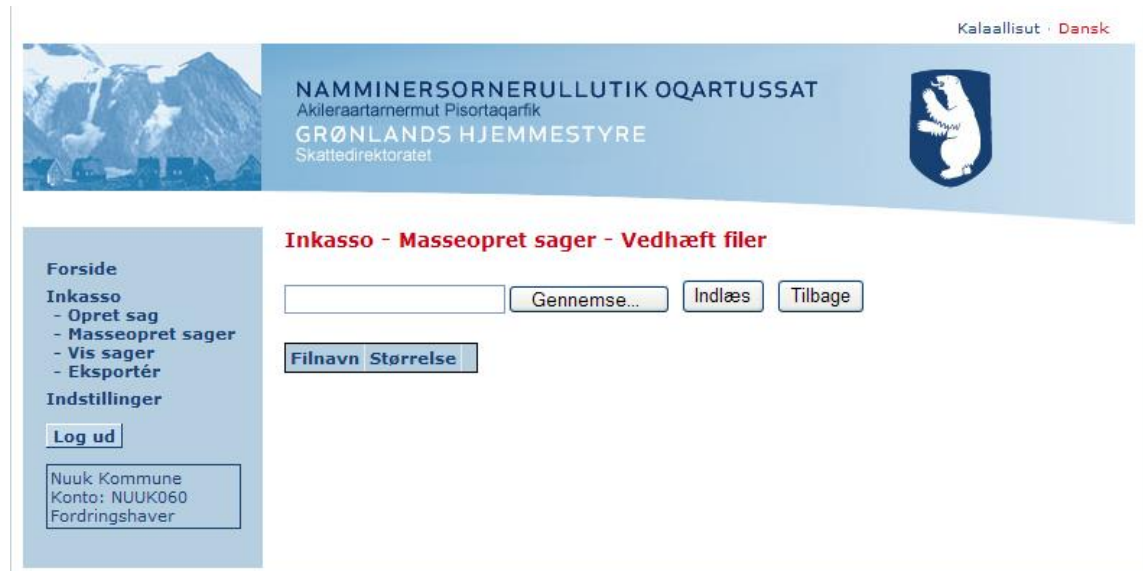 Kalaallisut · Dansk
NAMMINERSORNERULLUTIK OQARTUSSAT
Akileraartarnermut Pisortaqarfik
GRØNLANDS HJEMMESTYRE
Skattedirektoratet
Forside
Inkasso
- Opret sag
- Masseopret sager
- Vis sager
- Eksportér
Indstillinger
Log ud
Nuuk Kommune
Konto: NUUK060
Fordringshaver
Inkasso - Masseopret sager - Vedhæft filer
Gennemse... Indlæs Tilbage
Filnavn Størrelse